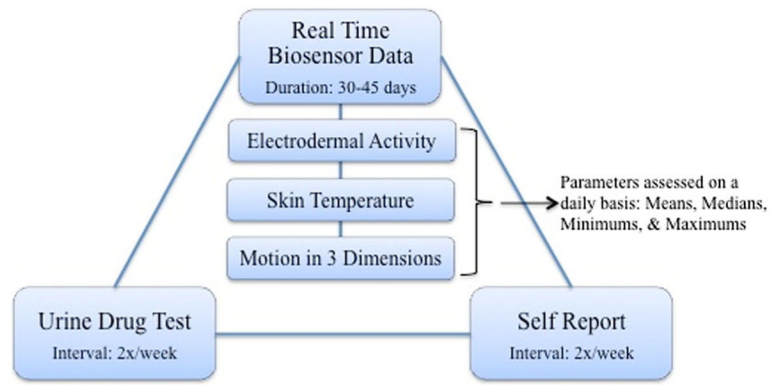 Real Time
Biosensor Data
Duration: 30-45 days
Electrodermal Activity
Skin Temperature
Motion in 3 Dimensions
Parameters assessed on a
daily basis: Means, Medians,
Minimums, & Maximums
Urine Drug Test
Interval: 2x/week
Self Report
Interval: 2x/week